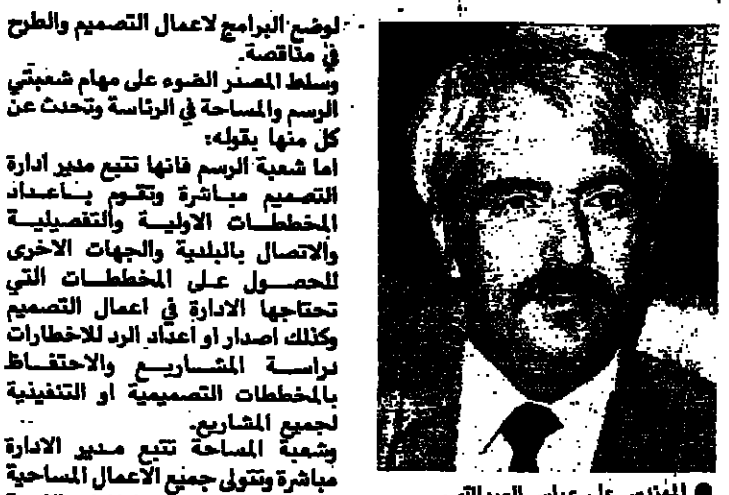 لوضع البرامج لاعمال التصميم والطرح
في مناقصة.
وسلط المصدر الضوء على مهام شعبتي
الرسم والمساحة في الرئاسة وتحدث عن
كل منها بقوله:
اما شعبة الرسم فانها تتبع مدير ادارة
التصميم مباشرة وتقوم باعداد
المخططات الاولية والتفصيلية
والاتصال بالبلدية والجهات الاخرى
للحصول على المخططات التي
تحتاجها الادارة في اعمال التصميم
وكذلك اصدار او اعداد الرد للاخطارات
دراسة المشاريع والاحتفاظ
بالمخططات التصميمية او التنفيذية
لجميع المشاريع.
وشعبة المساحة تتبع مدير الادارة
مباشرة وتتولى جميع الاعمال المساحية
● المهندس علي عباس